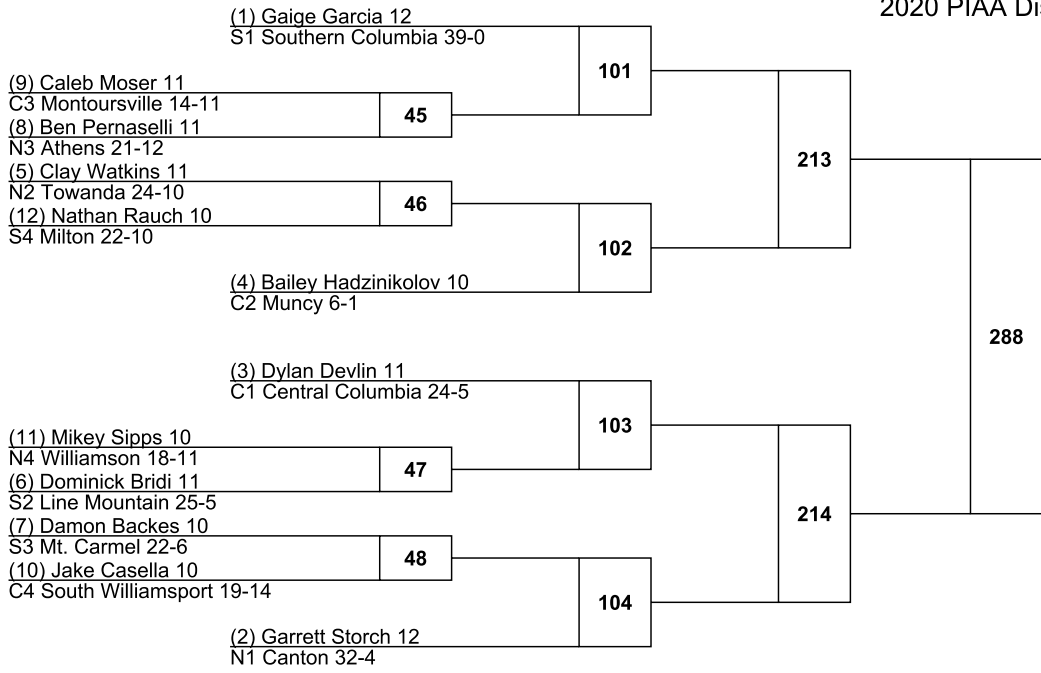 2020 PIAA Dis
(1) Gaige Garcia 12
S1 Southern Columbia 39-0
101
(9) Caleb Moser 11
C3 Montoursville 14-11
45
(8) Ben Pernaselli 11
N3 Athens 21-12
213
(5) Clay Watkins 11
N2 Towanda 24-10
46
(12) Nathan Rauch 10
S4 Milton 22-10
102
(4) Bailey Hadzinikolov 10
C2 Muncy 6-1
288
(3) Dylan Devlin 11
C1 Central Columbia 24-5
103
(11) Mikey Sipps 10
N4 Williamson 18-11
47
(6) Dominick Bridi 11
S2 Line Mountain 25-5
214
(7) Damon Backes 10
S3 Mt. Carmel 22-6
48
(10) Jake Casella 10
C4 South Williamsport 19-14
104
(2) Garrett Storch 12
N1 Canton 32-4